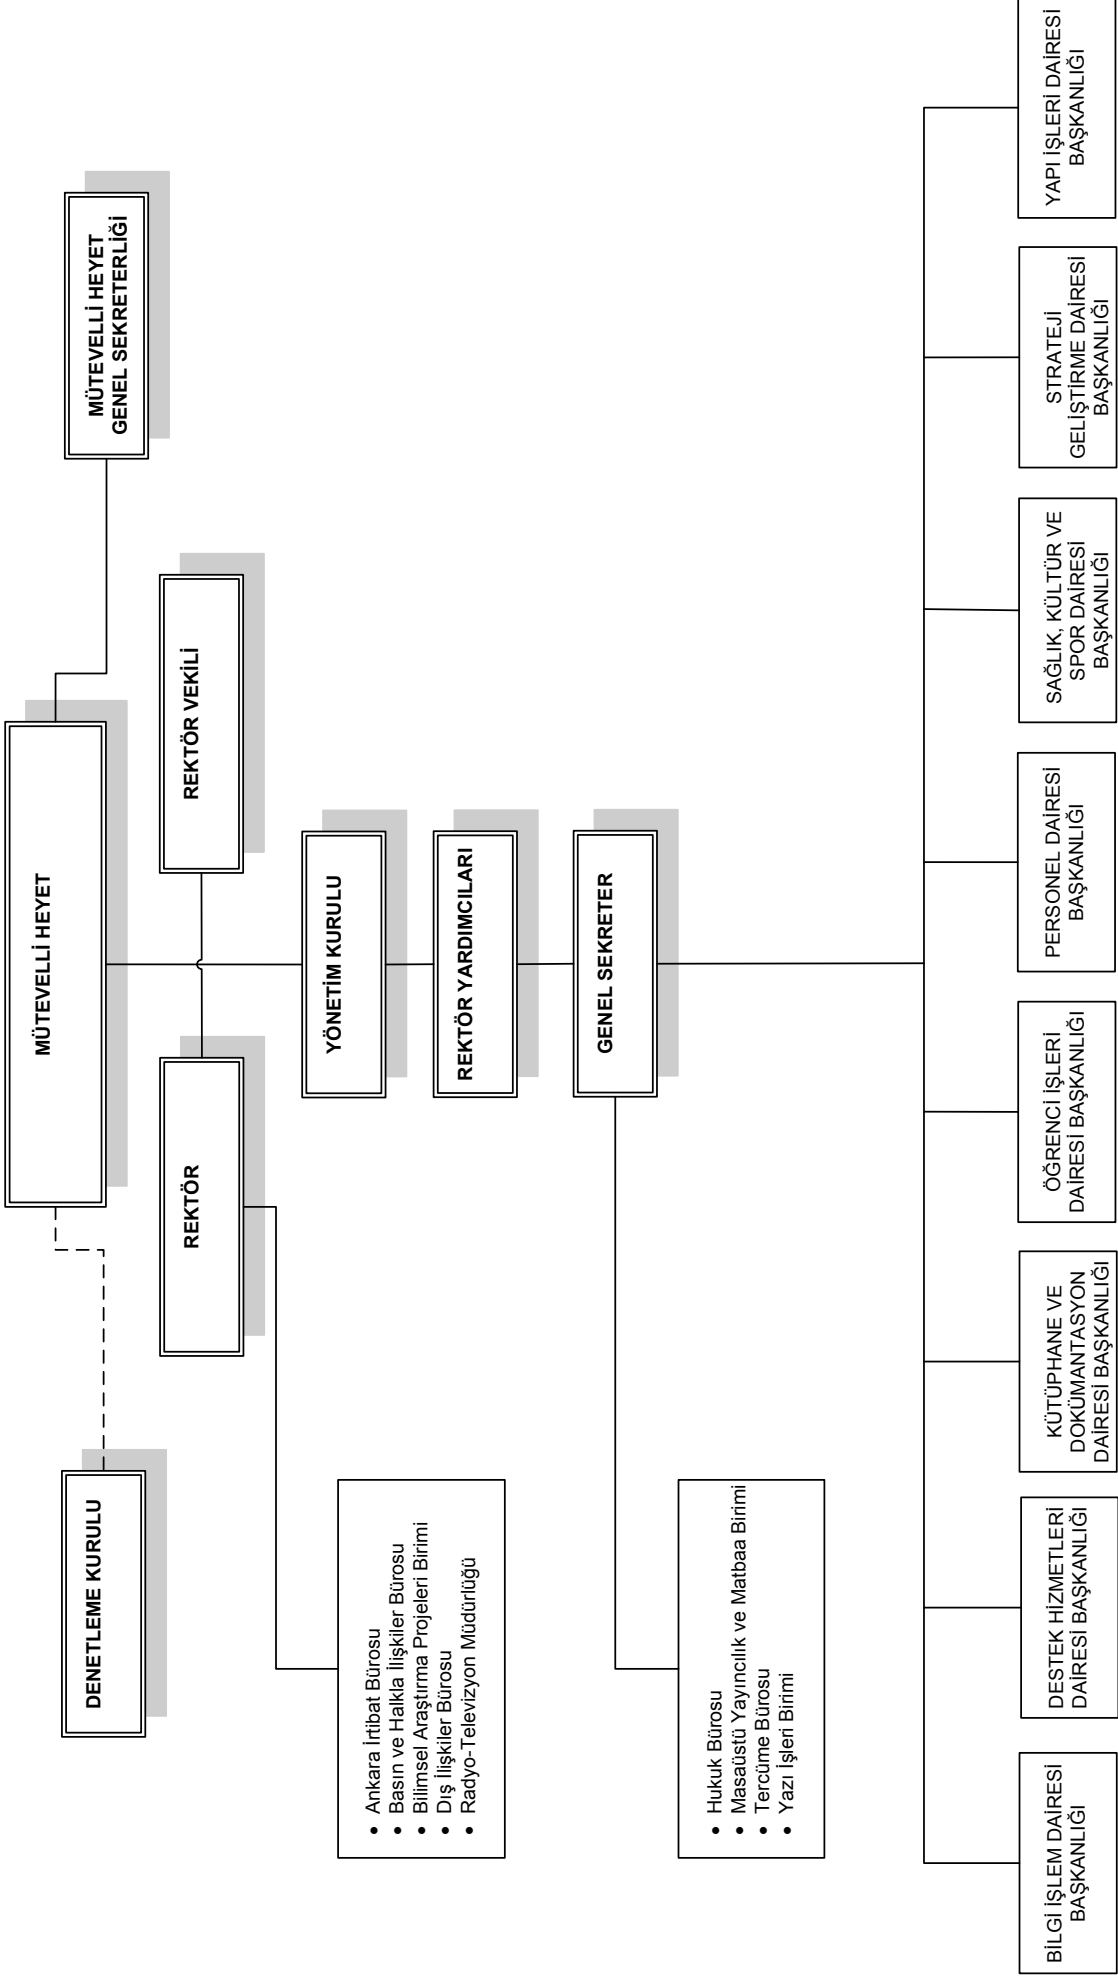 MÜTEVELLİ HEYET
DENETLEME KURULU
MÜTEVELLİ HEYET
GENEL SEKRETERLİĞİ
REKTÖR
REKTÖR VEKİLİ
• Ankara İrtibat Bürosu
• Basın ve Halkla İlişkiler Bürosu
• Bilimsel Araştırma Projeleri Birimi
• Dış İlişkiler Bürosu
• Radyo-Televizyon Müdürlüğü
YÖNETİM KURULU
REKTÖR YARDIMCILARI
GENEL SEKRETER
• Hukuk Bürosu
• Masaüstü Yayıncılık ve Matbaa Birimi
• Tercüme Bürosu
• Yazı İşleri Birimi
BİLGİ İŞLEM DAİRESİ
BAŞKANLIĞI
DESTEK HİZMETLERİ
DAİRESİ BAŞKANLIĞI
KÜTÜPHANE VE
DOKÜMANTASYON
DAİRESİ BAŞKANLIĞI
ÖĞRENCİ İŞLERİ
DAİRESİ BAŞKANLIĞI
PERSONEL DAİRESİ
BAŞKANLIĞI
SAĞLIK, KÜLTÜR VE
SPOR DAİRESİ
BAŞKANLIĞI
STRATEJİ
GELİŞTİRME DAİRESİ
BAŞKANLIĞI
YAPI İŞLERİ DAİRESİ
BAŞKANLIĞI